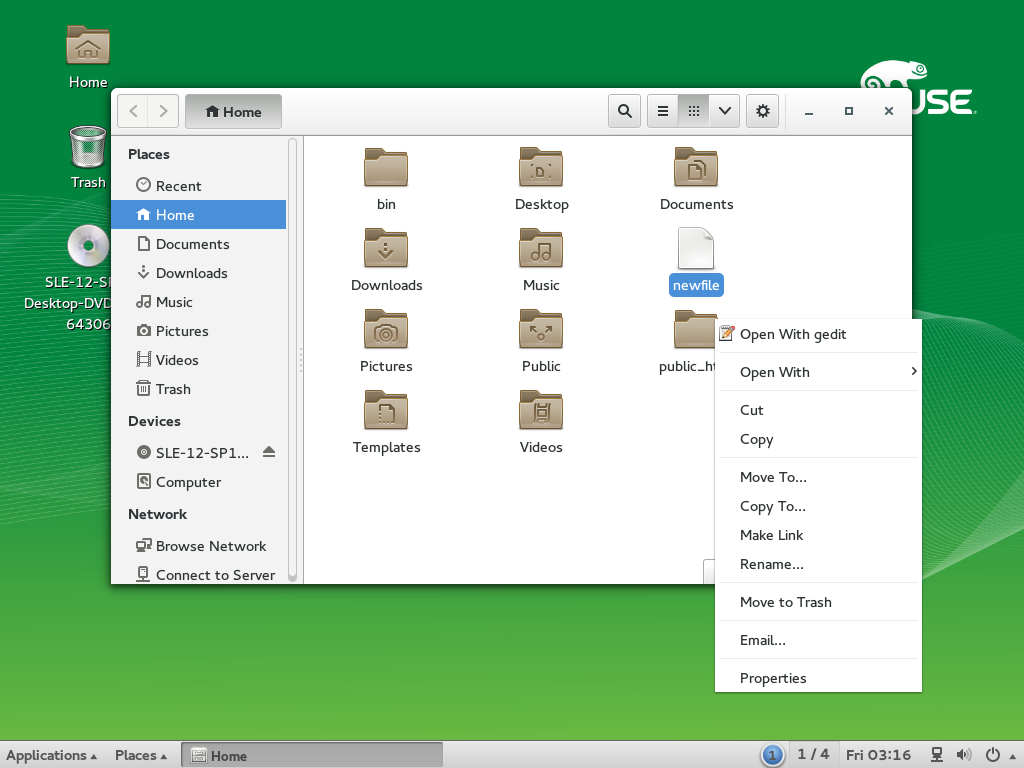 Home
Trash
SLE-12-SP
Desktop-DVD
64306
USE
Home
Places
Recent
Home
Documents
Downloads
Music
Pictures
Videos
Trash
Devices
SLE-12-SP1...
Computer
Network
Browse Network
Connect to Server
bin
Desktop
Documents
Downloads
Music
newfile
Pictures
Public
public_ht
Templates
Videos
Open With gedit
Open With
Cut
Copy
Move To...
Copy To...
Make Link
Rename...
Move to Trash
Email...
Properties
Applications
Places
Home
1
1 / 4
Fri 03:16